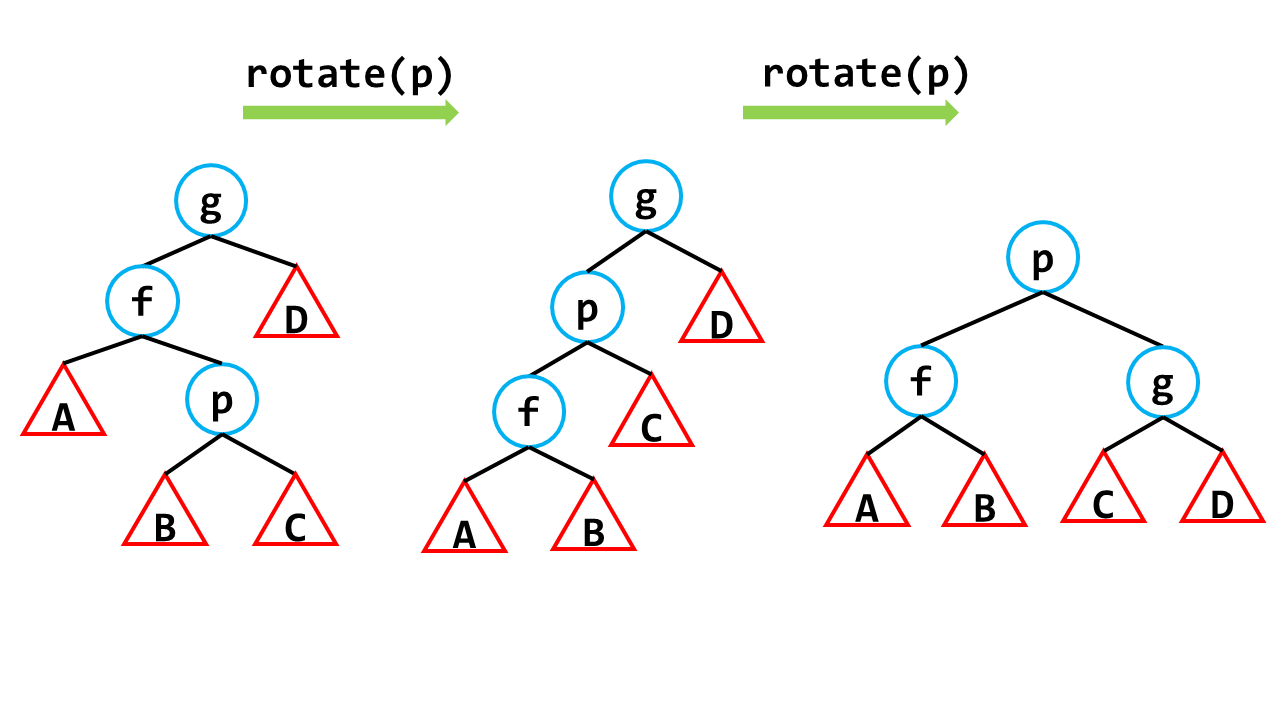 rotate(p) rotate(p)
g g
p
f p f g
D D
A p f C A B C D
B C A B